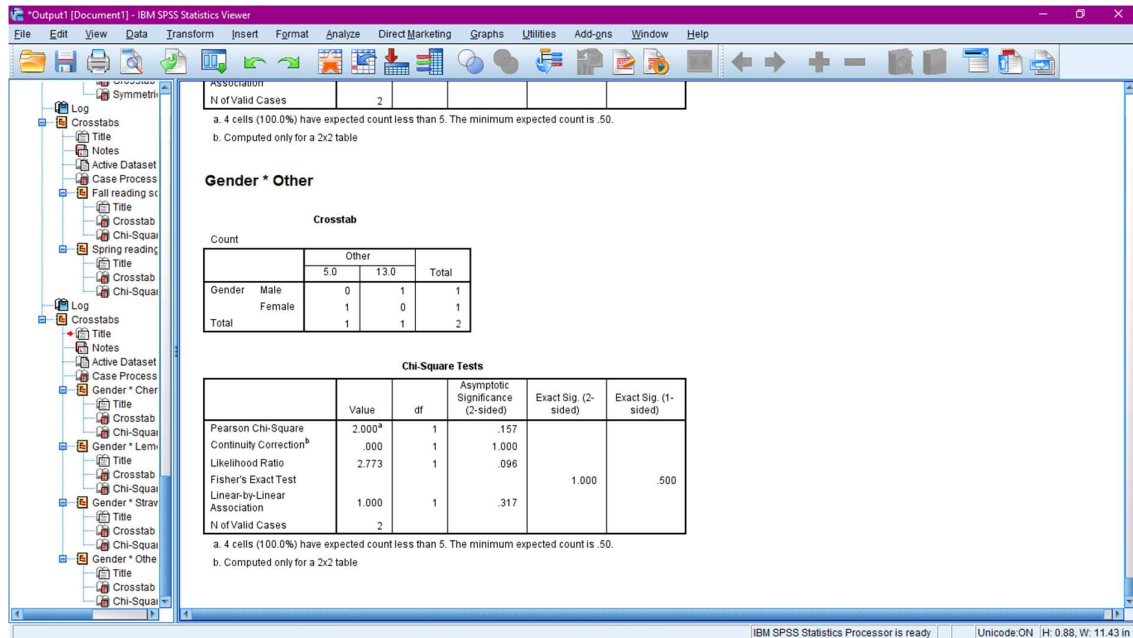 *Output1 [Document1] - IBM SPSS Statistics Viewer
File Edit View Data Transform Insert Format Analyze Direct Marketing Graphs Utilities Add-ons Window Help
Symmetri
Log
Crosstabs
Title
Notes
Active Dataset
Case Process
Fall reading sc
Title
Crosstab
Chi-Squar
Spring reading
Title
Crosstab
Chi-Squar
Log
Crosstabs
Title
Notes
Active Dataset
Case Process
Gender * Cher
Title
Crosstab
Chi-Squar
Gender * Lem
Title
Crosstab
Chi-Squar
Gender * Straw
Title
Crosstab
Chi-Squar
Gender * Othe
Title
Crosstab
Chi-Squar
Association
N of Valid Cases 2
a. 4 cells (100.0%) have expected count less than 5. The minimum expected count is .50.
b. Computed only for a 2x2 table
Gender * Other
Crosstab
Count
Other
5.0 13.0 Total
Gender Male 0 1 1
Female 1 0 1
Total 1 1 2
Chi-Square Tests
Value df Asymptotic Significance (2-sided) Exact Sig. (2-sided) Exact Sig. (1-sided)
Pearson Chi-Square 2.000a 1 .157
Continuity Correctionb .000 1 1.000
Likelihood Ratio 2.773 1 .096
Fisher's Exact Test 1.000 .500
Linear-by-Linear
Association 1.000 1 .317
N of Valid Cases 2
a. 4 cells (100.0%) have expected count less than 5. The minimum expected count is .50.
b. Computed only for a 2x2 table
IBM SPSS Statistics Processor is ready Unicode:ON H: 0.88, W: 11.43 in